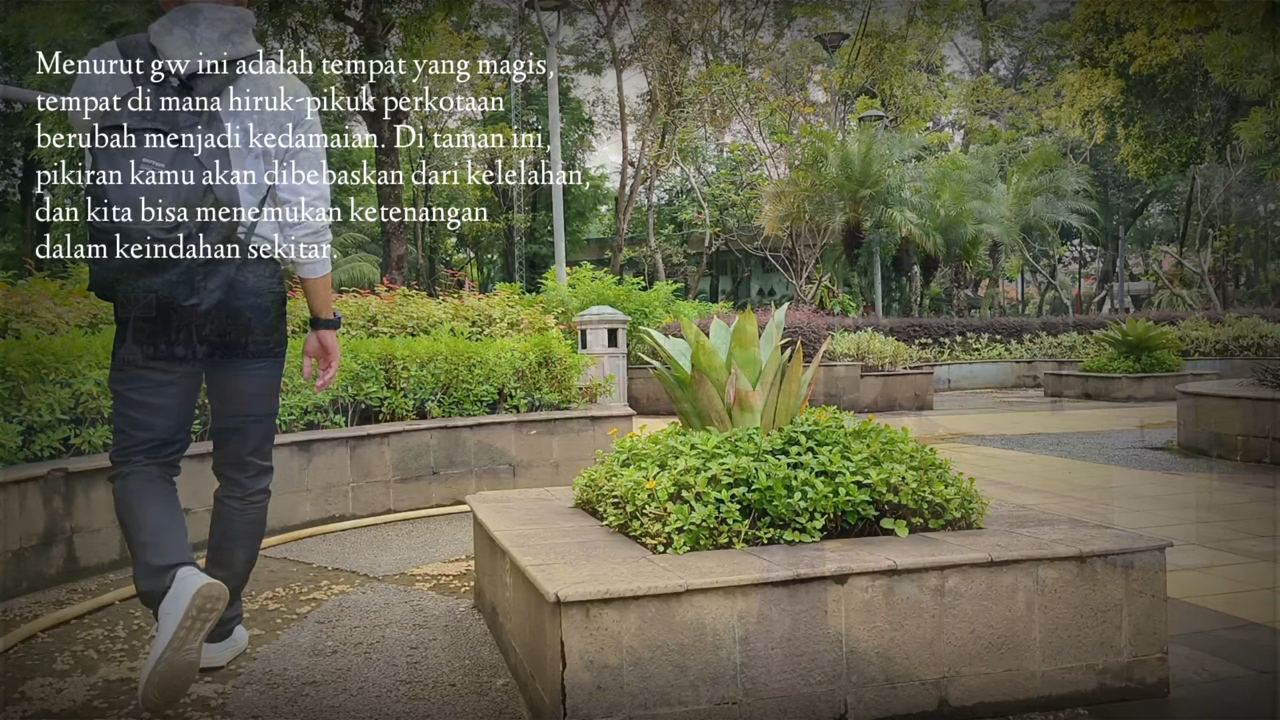 Menurut gw ini adalah tempat yang magis,
tempat di mana hiruk-pikuk perkotaan
berubah menjadi kedamaian. Di taman ini,
pikiran kamu akan dibebaskan dari kelelahan,
dan kita bisa menemukan ketenangan
dalam keindahan sekitar.